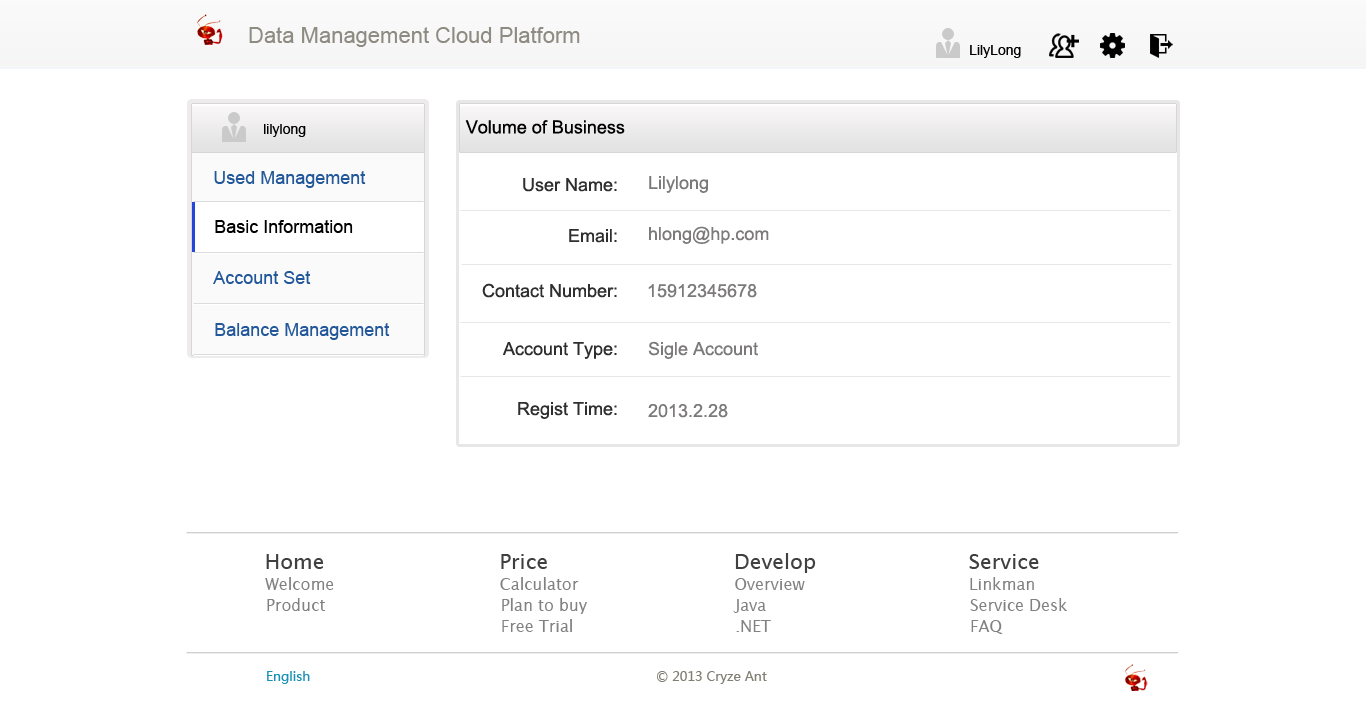 Data Management Cloud Platform
LilyLong
lilylong
Used Management
Basic Information
Account Set
Balance Management
Volume of Business
User Name: Lilylong
Email: hlong@hp.com
Contact Number: 15912345678
Account Type: Sigle Account
Regist Time: 2013.2.28
Home
Welcome
Product
Price
Calculator
Plan to buy
Free Trial
Develop
Overview
Java
.NET
Service
Linkman
Service Desk
FAQ
English
© 2013 Cryze Ant